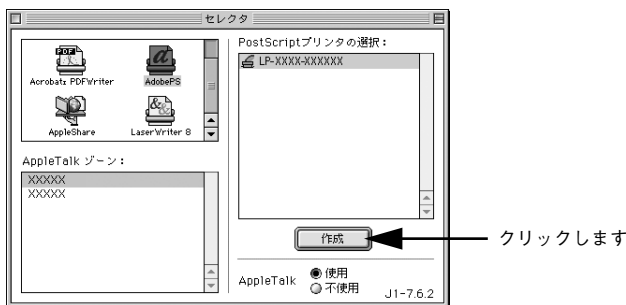 セレクタ
PostScriptプリンタの選択：
LP-XXXX-XXXXXX
PDF
Acrobat: PDFWriter
AdobePS
AppleShare
LaserWriter 8
AppleTalk ゾーン：
XXXXX
XXXXX
作成
クリックします
AppleTalk
使用
不使用
J1-7.6.2